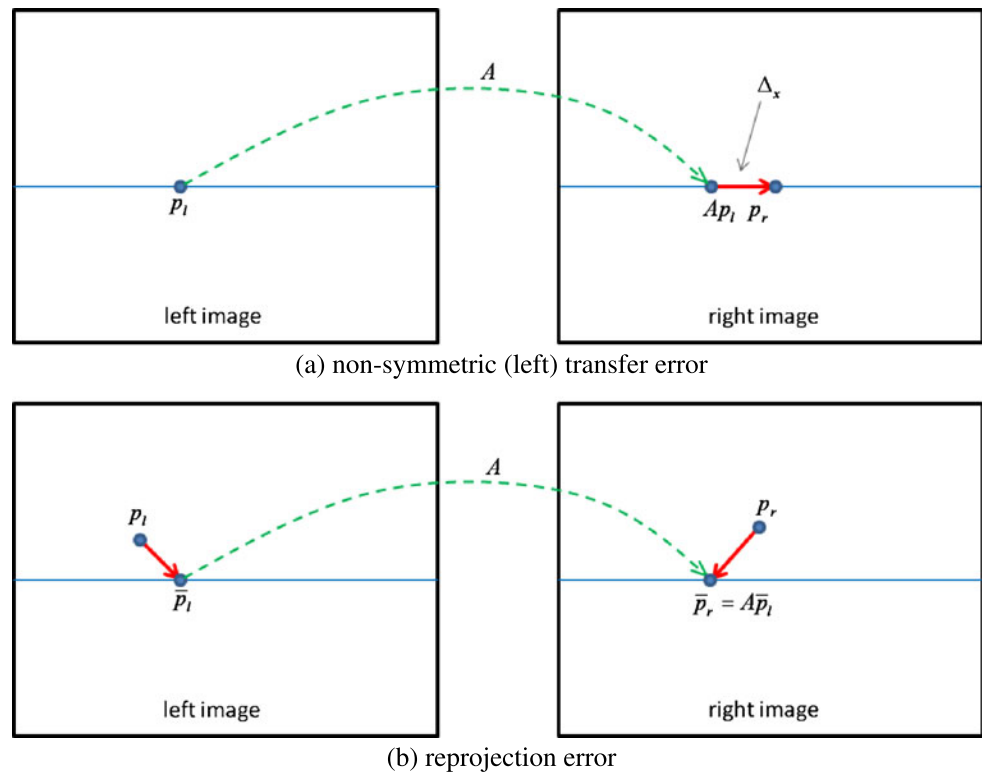 A
Δₓ
pₗ
Apₗ pᵣ
left image
right image
(a) non-symmetric (left) transfer error
A
pₗ
pᵣ
p̅ₗ
p̅ᵣ = Ap̅ₗ
left image
right image
(b) reprojection error